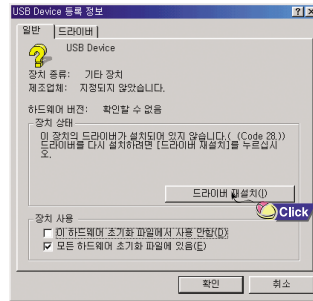 USB Device 등록 정보
일반 드라이버
USB Device
장치 종류: 기타 장치
제조업체: 지정되지 않았습니다.
하드웨어 버전: 확인할 수 없음
장치 상태
이 장치의 드라이버가 설치되어 있지 않습니다.( (Code 28.))
드라이버를 다시 설치하려면 [드라이버 재설치]를 누르십시
오.
드라이버 재설치(I)
Click
장치 사용
이 하드웨어 초기화 파일에서 사용 안함(D)
모든 하드웨어 초기화 파일에 있음(E)
확인 취소